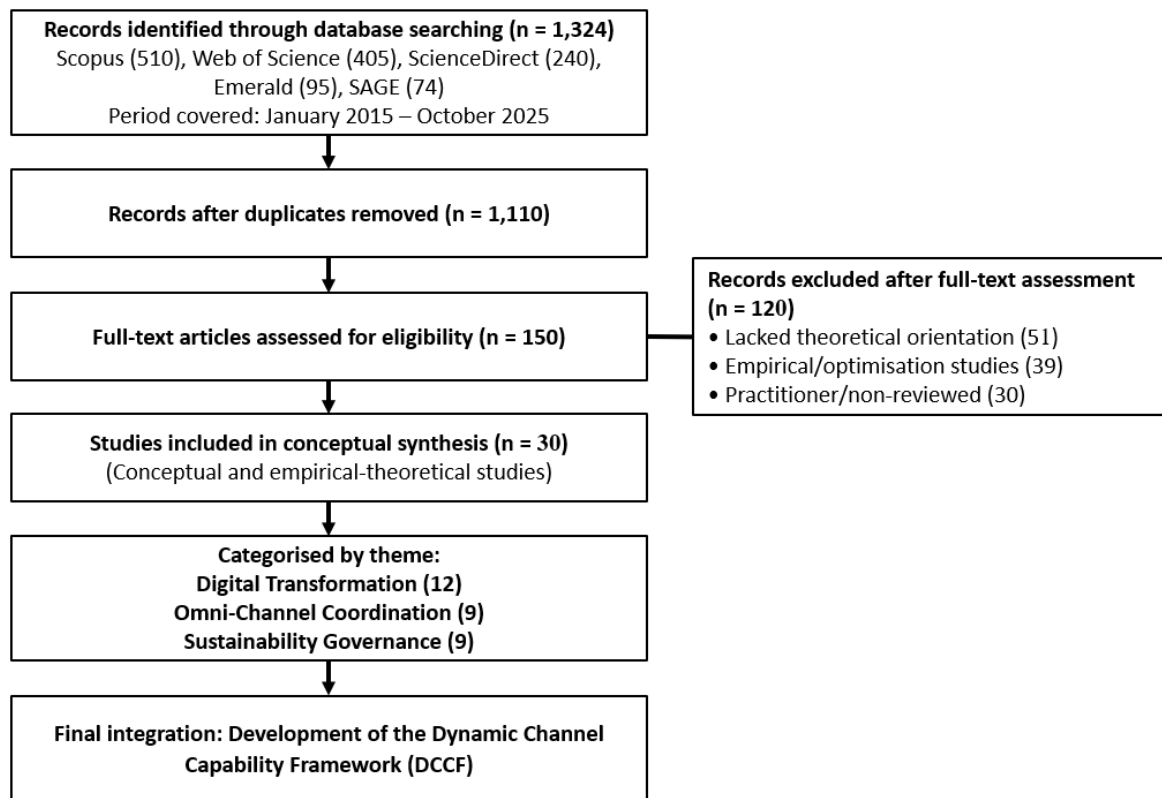 Records identified through database searching (n = 1,324)
Scopus (510), Web of Science (405), ScienceDirect (240),
Emerald (95), SAGE (74)
Period covered: January 2015 – October 2025
Records after duplicates removed (n = 1,110)
Full-text articles assessed for eligibility (n = 150)
Records excluded after full-text assessment
(n = 120)
• Lacked theoretical orientation (51)
• Empirical/optimisation studies (39)
• Practitioner/non-reviewed (30)
Studies included in conceptual synthesis (n = 30)
(Conceptual and empirical-theoretical studies)
Categorised by theme:
Digital Transformation (12)
Omni-Channel Coordination (9)
Sustainability Governance (9)
Final integration: Development of the Dynamic Channel
Capability Framework (DCCF)